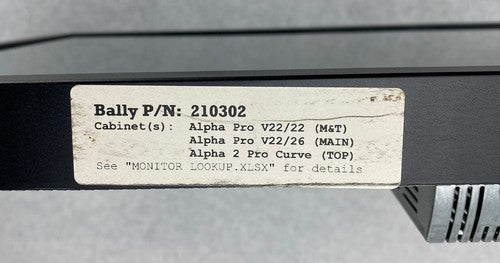 Bally P/N: 210302
Cabinet(s): Alpha Pro V22/22 (M&T)
Alpha Pro V22/26 (MAIN)
Alpha 2 Pro Curve (TOP)
See "MONITOR LOOKUP.XLSX" for details